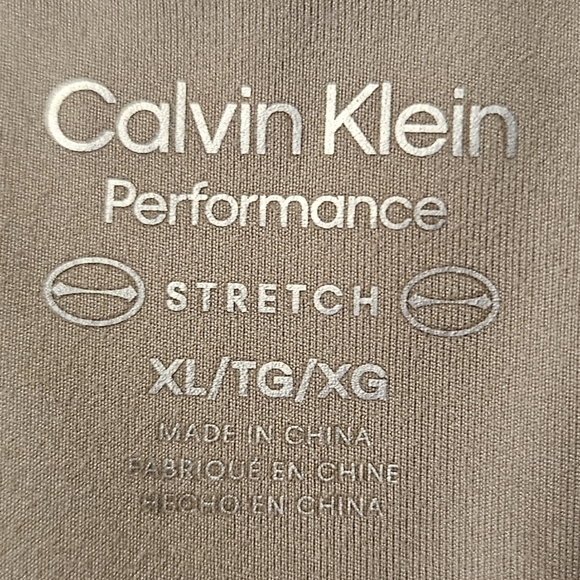 Calvin Klein
Performance
STRETCH
XL/TG/XG
MADE IN CHINA
FABRIQUÉ EN CHINE
HECHO EN CHINA